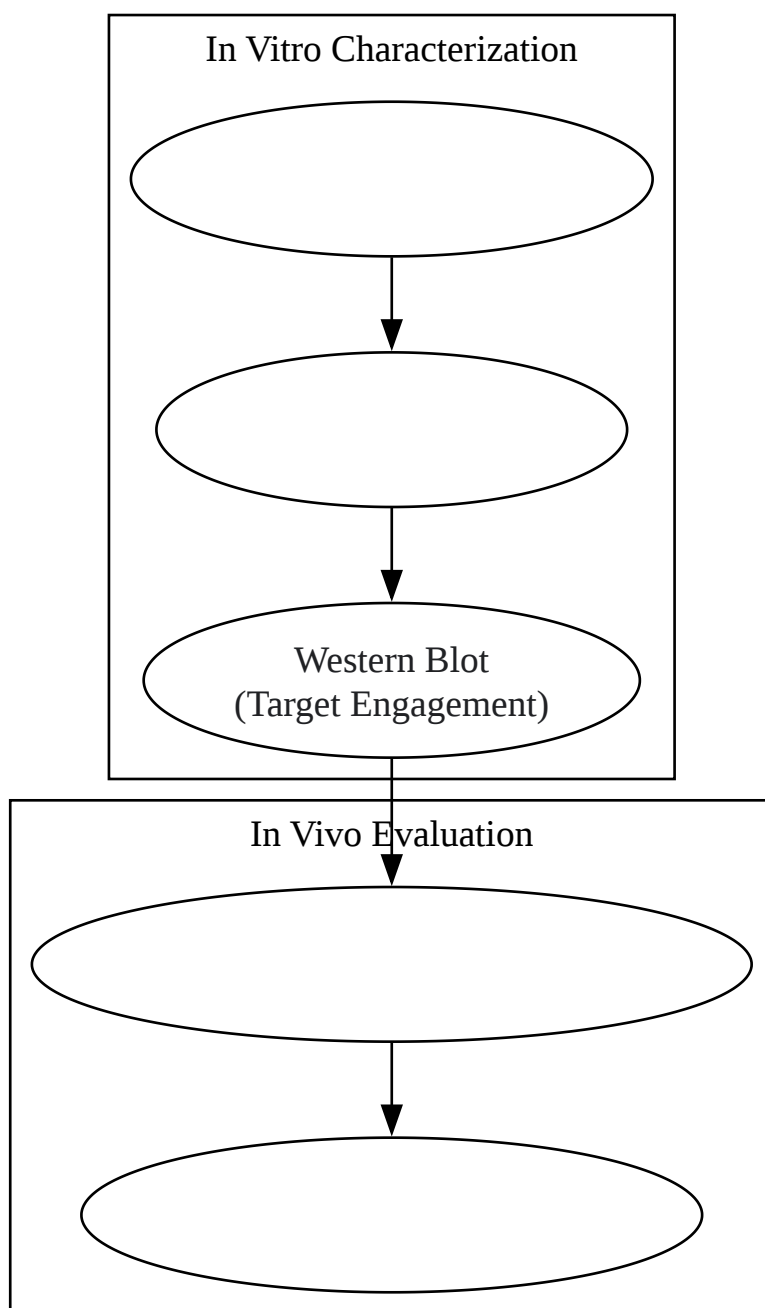 In Vitro Characterization
Western Blot
(Target Engagement)
In Vivo Evaluation